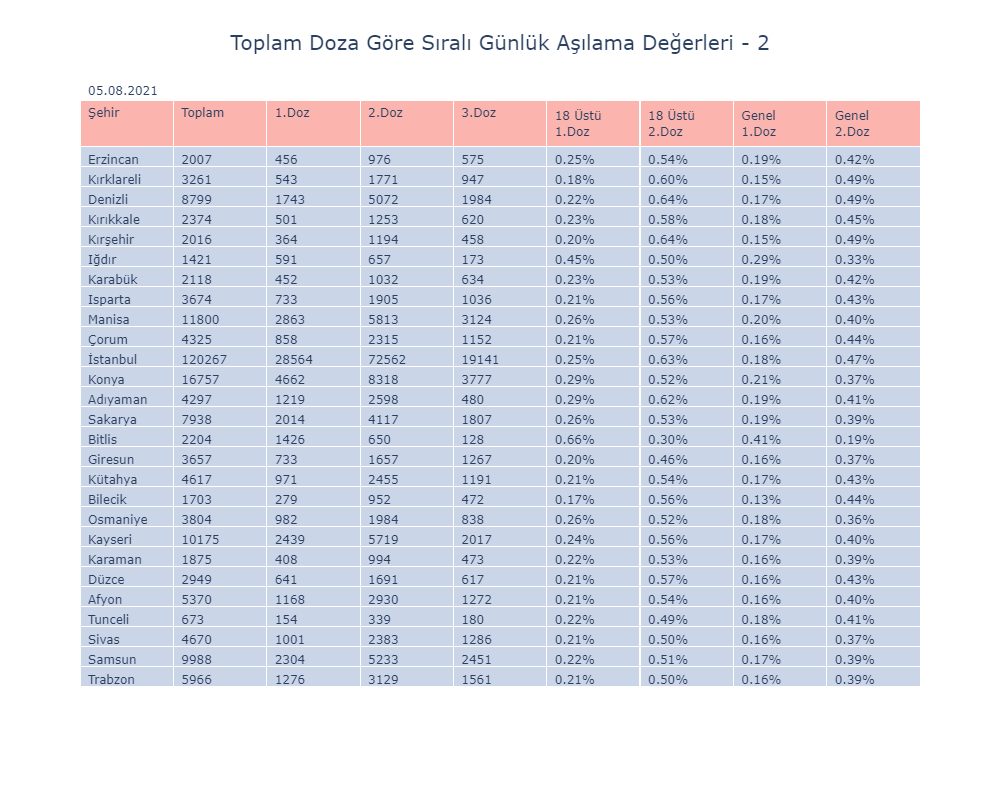 Toplam Doza Göre Sıralı Günlük Aşılama Değerleri - 2
05.08.2021
Şehir Toplam 1.Doz 2.Doz 3.Doz 18 Üstü 1.Doz 18 Üstü 2.Doz Genel 1.Doz Genel 2.Doz
Erzincan 2007 456 976 575 0.25% 0.54% 0.19% 0.42%
Kırklareli 3261 543 1771 947 0.18% 0.60% 0.15% 0.49%
Denizli 8799 1743 5072 1984 0.22% 0.64% 0.17% 0.49%
Kırıkkale 2374 501 1253 620 0.23% 0.58% 0.18% 0.45%
Kırşehir 2016 364 1194 458 0.20% 0.64% 0.15% 0.49%
Iğdır 1421 591 657 173 0.45% 0.50% 0.29% 0.33%
Karabük 2118 452 1032 634 0.23% 0.53% 0.19% 0.42%
Isparta 3674 733 1905 1036 0.21% 0.56% 0.17% 0.43%
Manisa 11800 2863 5813 3124 0.26% 0.53% 0.20% 0.40%
Çorum 4325 858 2315 1152 0.21% 0.57% 0.16% 0.44%
İstanbul 120267 28564 72562 19141 0.25% 0.63% 0.18% 0.47%
Konya 16757 4662 8318 3777 0.29% 0.52% 0.21% 0.37%
Adıyaman 4297 1219 2598 480 0.29% 0.62% 0.19% 0.41%
Sakarya 7938 2014 4117 1807 0.26% 0.53% 0.19% 0.39%
Bitlis 2204 1426 650 128 0.66% 0.30% 0.41% 0.19%
Giresun 3657 733 1657 1267 0.20% 0.46% 0.16% 0.37%
Kütahya 4617 971 2455 1191 0.21% 0.54% 0.17% 0.43%
Bilecik 1703 279 952 472 0.17% 0.56% 0.13% 0.44%
Osmaniye 3804 982 1984 838 0.26% 0.52% 0.18% 0.36%
Kayseri 10175 2439 5719 2017 0.24% 0.56% 0.17% 0.40%
Karaman 1875 408 994 473 0.22% 0.53% 0.16% 0.39%
Düzce 2949 641 1691 617 0.21% 0.57% 0.16% 0.43%
Afyon 5370 1168 2930 1272 0.21% 0.54% 0.16% 0.40%
Tunceli 673 154 339 180 0.22% 0.49% 0.18% 0.41%
Sivas 4670 1001 2383 1286 0.21% 0.50% 0.16% 0.37%
Samsun 9988 2304 5233 2451 0.22% 0.51% 0.17% 0.39%
Trabzon 5966 1276 3129 1561 0.21% 0.50% 0.16% 0.39%